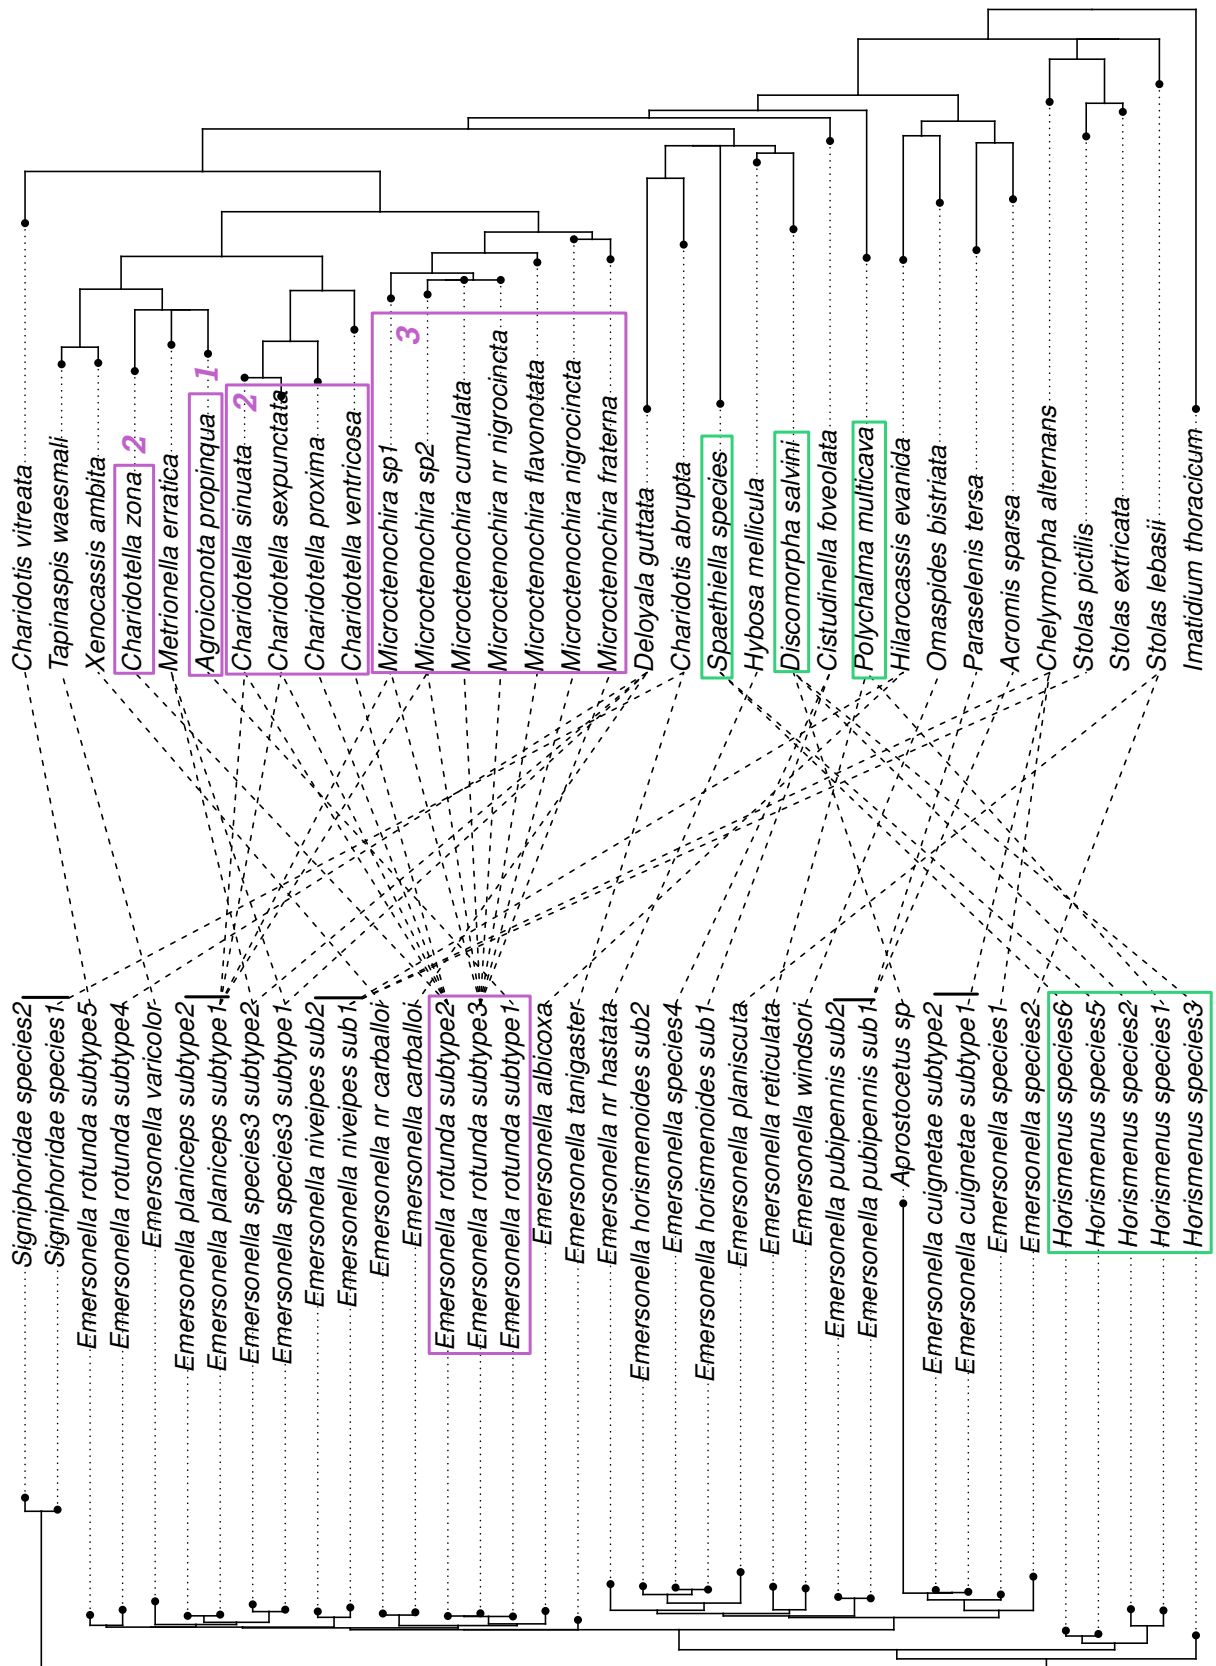 Charidotis vitreata
Tapinaspis waesmali
Xenocassis ambita
Charidotella zona
2
Metrionella erratica
Agroiconota propinqua
1
Charidotella sinuata
2
Charidotella sexpunctata
Charidotella proxima
Charidotella ventricosa
Microctenochira sp1
3
Microctenochira sp2
Microctenochira cumulata
Microctenochira nr nigrocincta
Microctenochira flavonotata
Microctenochira nigrocincta
Microctenochira fraterna
Deloyala guttata
Charidotis abrupta
Spaethiella species
Hybosa mellicula
Discomorpha salvini
Cistudinella foveolata
Polychalma multicava
Hilarocassis evanida
Omaspides bistriata
Paraselenis tersa
Acromis sparsa
Chelymorpha alternans
Stolas pictilis
Stolas extricata
Stolas lebasii
Imatidium thoracicum
Signiphoridae species2
Signiphoridae species1
Emersonella rotunda subtype5
Emersonella rotunda subtype4
Emersonella varicolor
Emersonella planiceps subtype2
Emersonella planiceps subtype1
Emersonella species3 subtype2
Emersonella species3 subtype1
Emersonella niveipes sub2
Emersonella niveipes sub1
Emersonella nr carballoi
Emersonella carballoi
Emersonella rotunda subtype2
Emersonella rotunda subtype3
Emersonella rotunda subtype1
Emersonella albicoxa
Emersonella tanigaster
Emersonella nr hastata
Emersonella horismenoides sub2
Emersonella species4
Emersonella horismenoides sub1
Emersonella planiscuta
Emersonella reticulata
Emersonella windsori
Emersonella pubipennis sub2
Emersonella pubipennis sub1
Aprostocetus sp
Emersonella cuignetae subtype2
Emersonella cuignetae subtype1
Emersonella species1
Emersonella species2
Horismenus species6
Horismenus species5
Horismenus species2
Horismenus species1
Horismenus species3